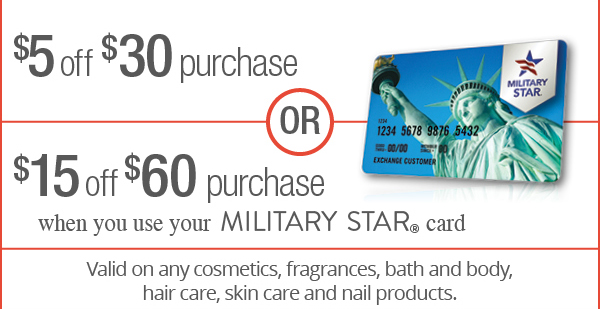 $5 off $30 purchase
OR
$15 off $60 purchase
when you use your MILITARY STAR® card
MILITARY
STAR
1234
1234 5678 9876 5432
00/00 00
EXCHANGE CUSTOMER
Valid on any cosmetics, fragrances, bath and body,
hair care, skin care and nail products.